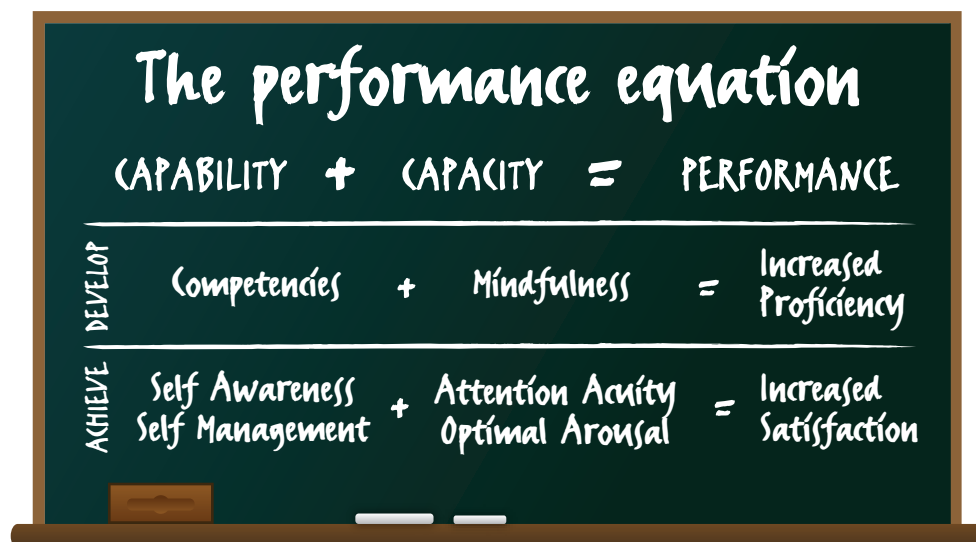 The performance equation
CAPABILITY + CAPACITY = PERFORMANCE
DEVELOP
Competencies + Mindfulness = Increased
Proficiency
ACHIEVE
Self Awareness + Attention Acuity = Increased
Self Management Optimal Arousal Satisfaction